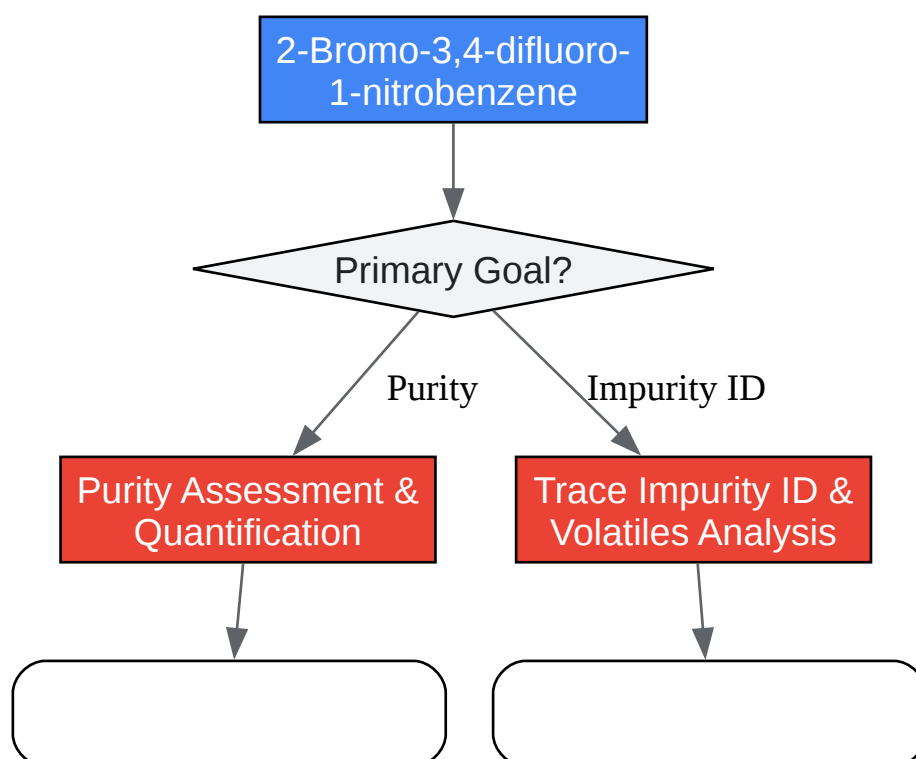 2-Bromo-3,4-difluoro-
1-nitrobenzene
Primary Goal?
Purity
Impurity ID
Purity Assessment &
Quantification
Trace Impurity ID &
Volatiles Analysis